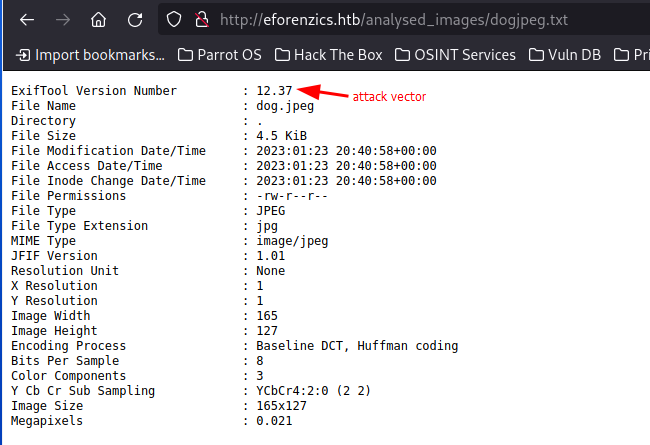 http://eforenzics.htb/analysed_images/dogjpeg.txt
Import bookmarks... Parrot OS Hack The Box OSINT Services Vuln DB Pri
ExifTool Version Number : 12.37 attack vector
File Name : dog.jpeg
Directory : .
File Size : 4.5 KiB
File Modification Date/Time : 2023:01:23 20:40:58+00:00
File Access Date/Time : 2023:01:23 20:40:58+00:00
File Inode Change Date/Time : 2023:01:23 20:40:58+00:00
File Permissions : -rw-r--r--
File Type : JPEG
File Type Extension : jpg
MIME Type : image/jpeg
JFIF Version : 1.01
Resolution Unit : None
X Resolution : 1
Y Resolution : 1
Image Width : 165
Image Height : 127
Encoding Process : Baseline DCT, Huffman coding
Bits Per Sample : 8
Color Components : 3
Y Cb Cr Sub Sampling : YCbCr4:2:0 (2 2)
Image Size : 165x127
Megapixels : 0.021